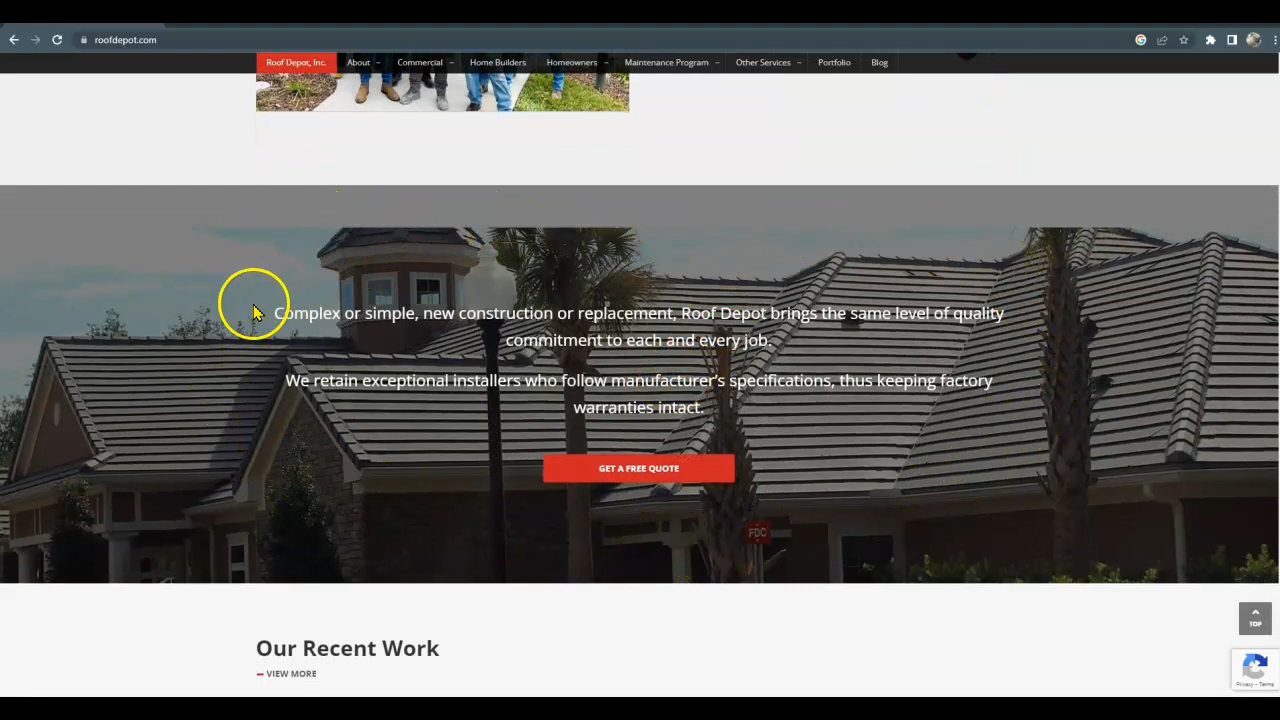 roofdepot.com
Roof Depot, Inc. About Commercial Home Builders Homeowners Maintenance Program Other Services Portfolio Blog
Complex or simple, new construction or replacement, Roof Depot brings the same level of quality
commitment to each and every job.
We retain exceptional installers who follow manufacturer's specifications, thus keeping factory
warranties intact.
GET A FREE QUOTE
FDC
Our Recent Work
VIEW MORE
TOP
Privacy - Terms